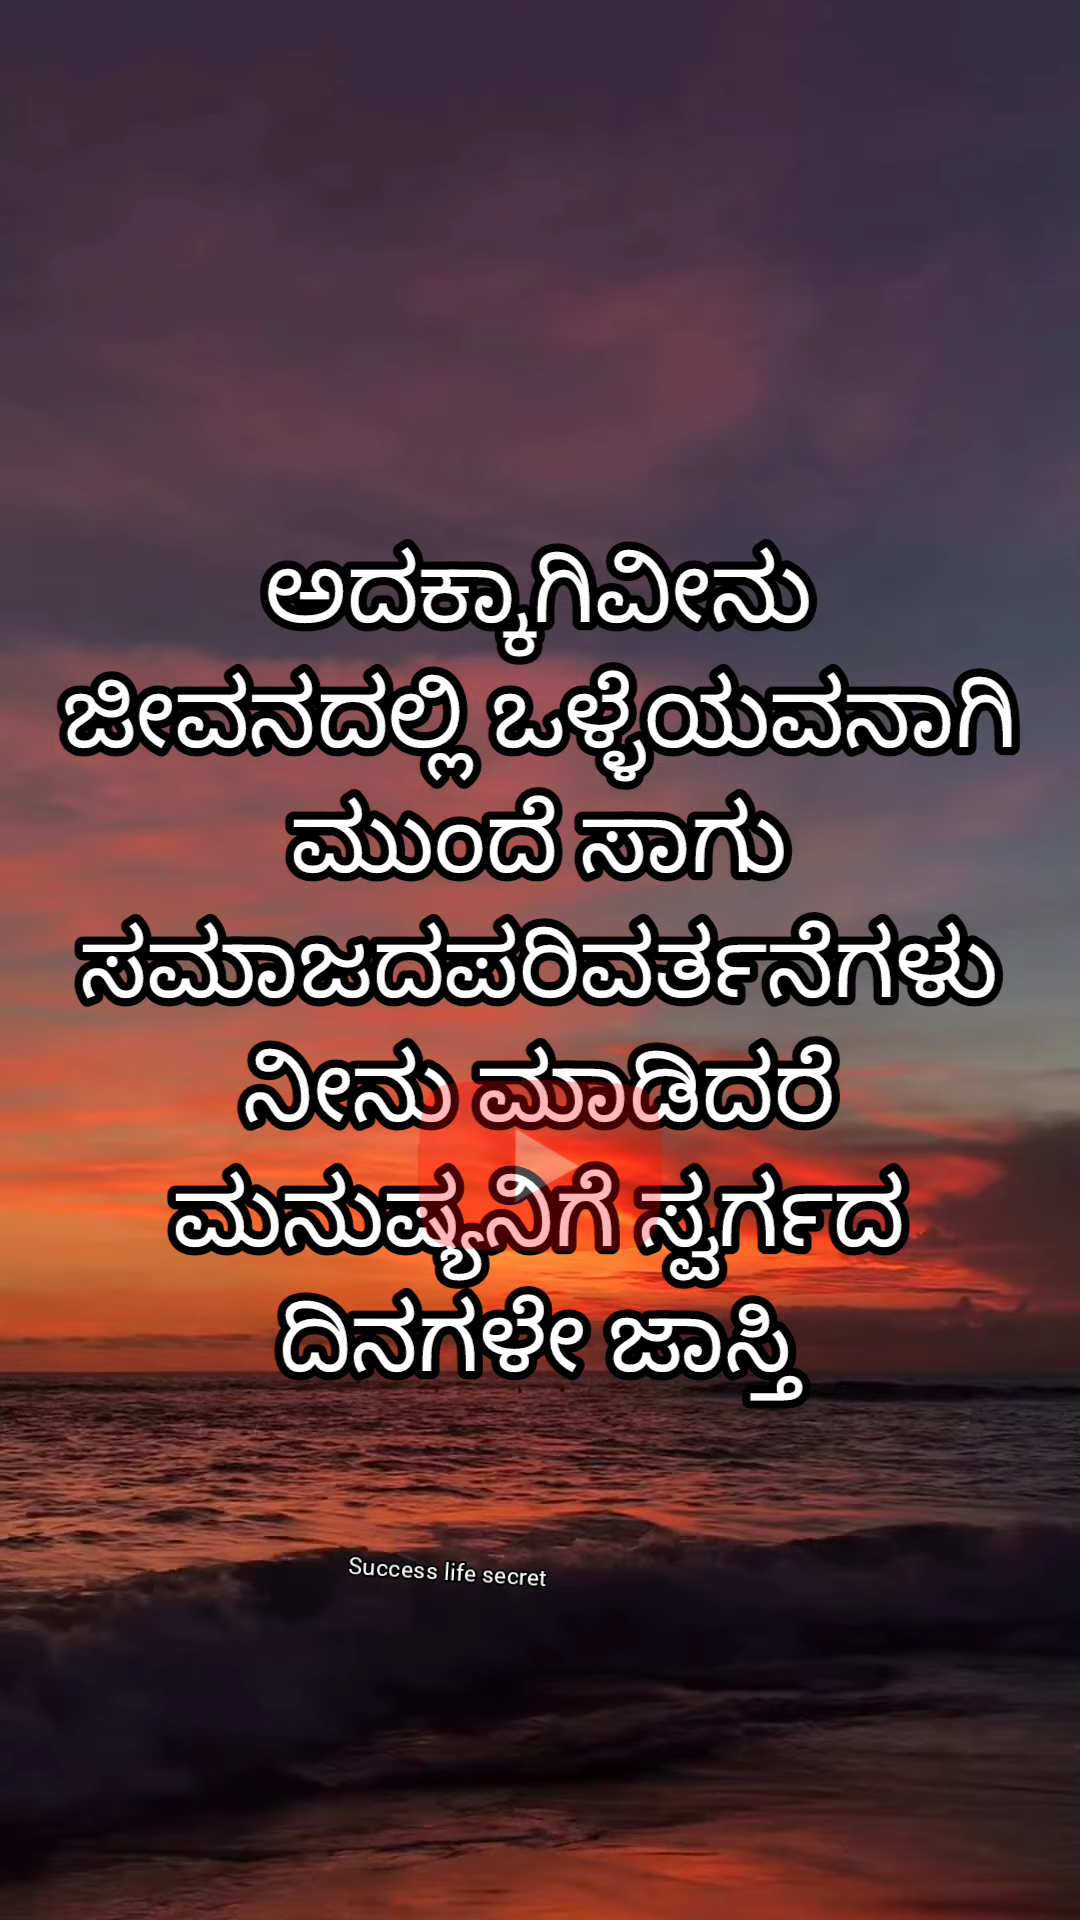 ಅದಕ್ಕಾಗಿವೀನು
ಜೀವನದಲ್ಲಿ ಒಳ್ಳೆಯವನಾಗಿ
ಮುಂದೆ ಸಾಗು
ಸಮಾಜದಪರಿವರ್ತನೆಗಳು
ನೀನು ಮಾಡಿದರೆ
ಮನುಷ್ಯನಿಗೆ ಸ್ವರ್ಗದ
ದಿನಗಳೇ ಜಾಸ್ತಿ
Success life secret